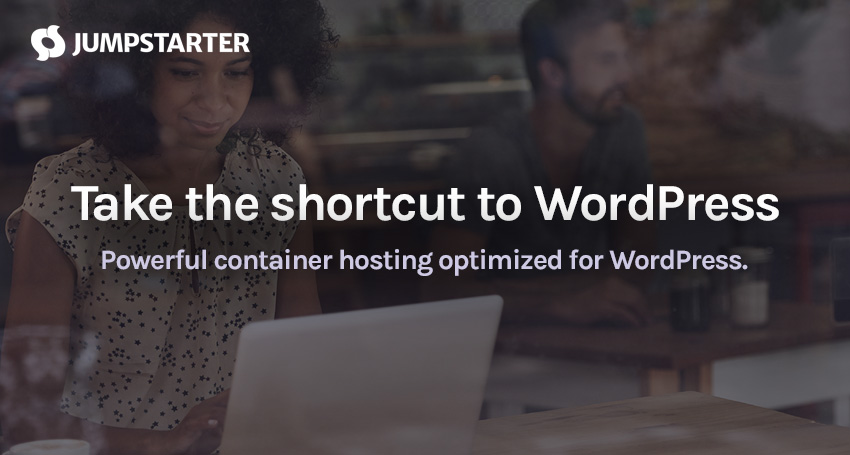 JUMPSTARTER
Take the shortcut to WordPress
Powerful container hosting optimized for WordPress.